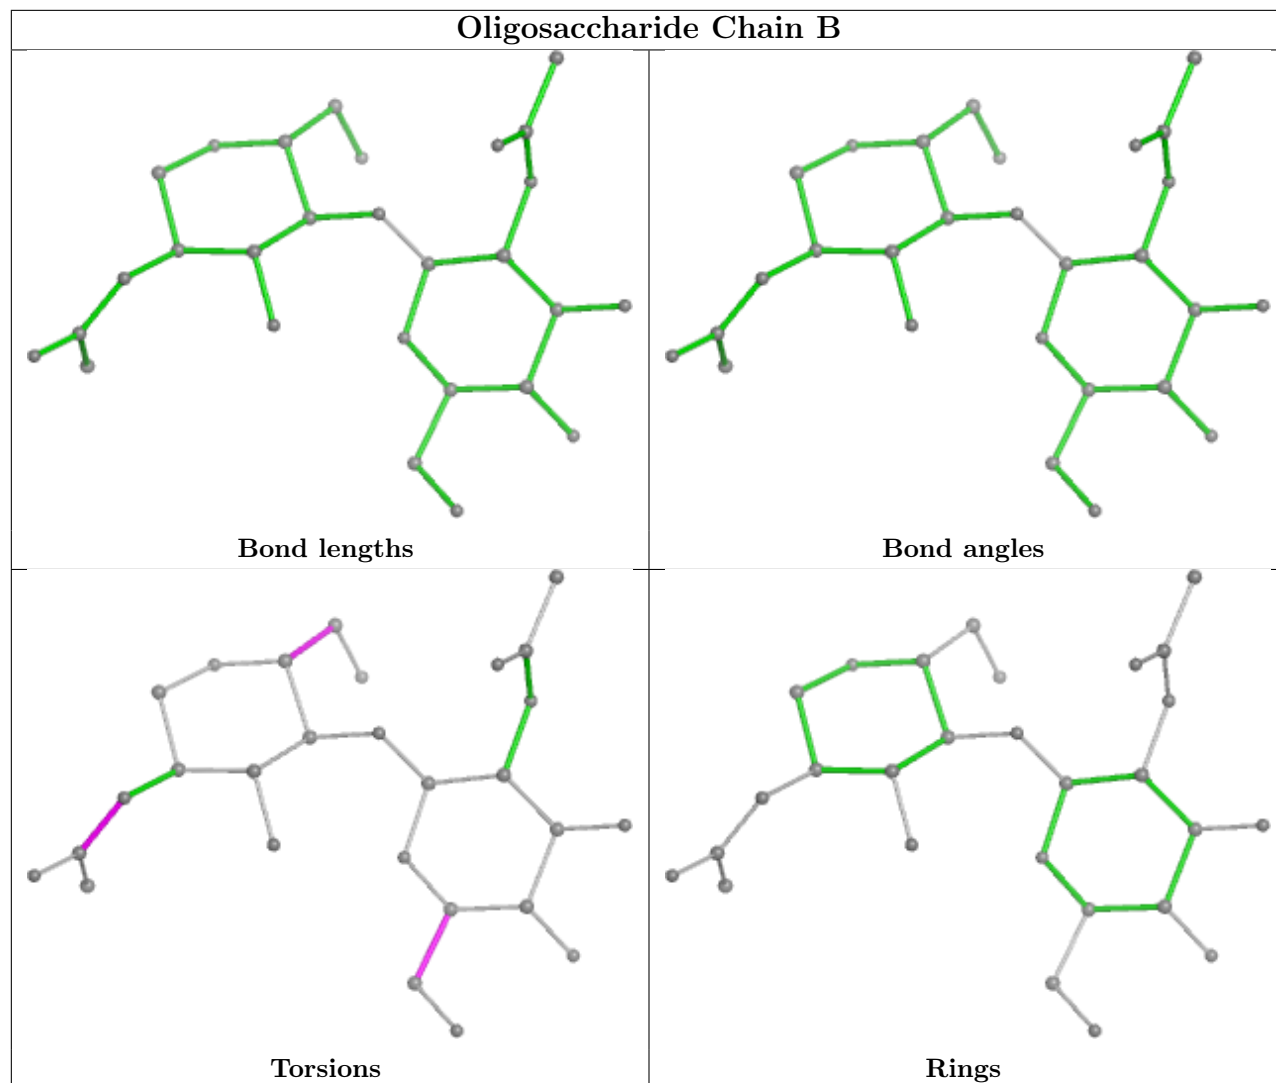 Oligosaccharide Chain B
Bond lengths
Bond angles
Torsions
Rings